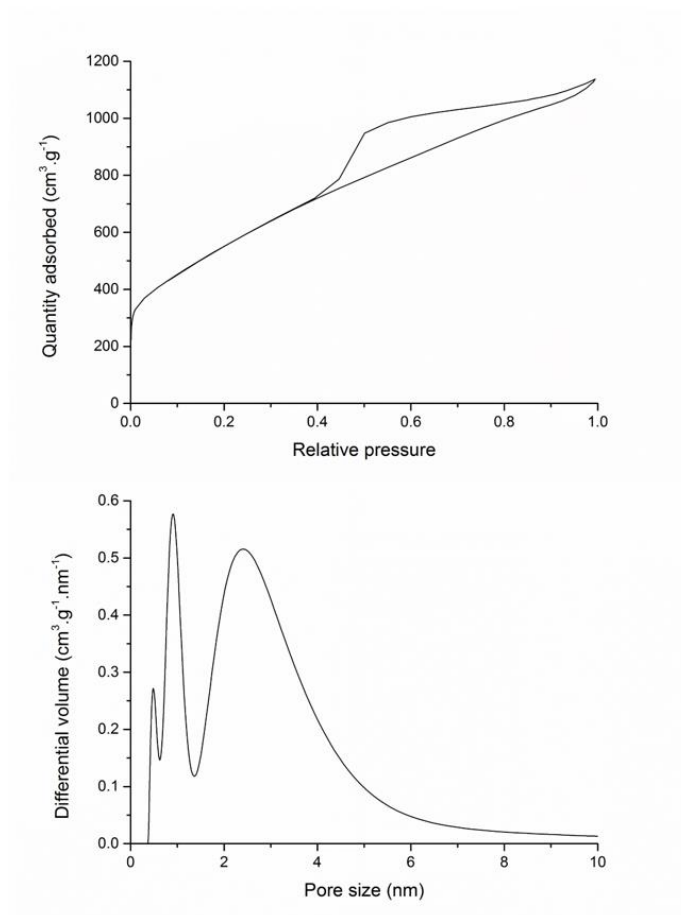 1200
1000
800
600
400
200
0
0.0 0.2 0.4 0.6 0.8 1.0
Quantity adsorbed (cm³.g⁻¹)
Relative pressure
0.6
0.5
0.4
0.3
0.2
0.1
0.0
0 2 4 6 8 10
Differential volume (cm³.g⁻¹.nm⁻¹)
Pore size (nm)